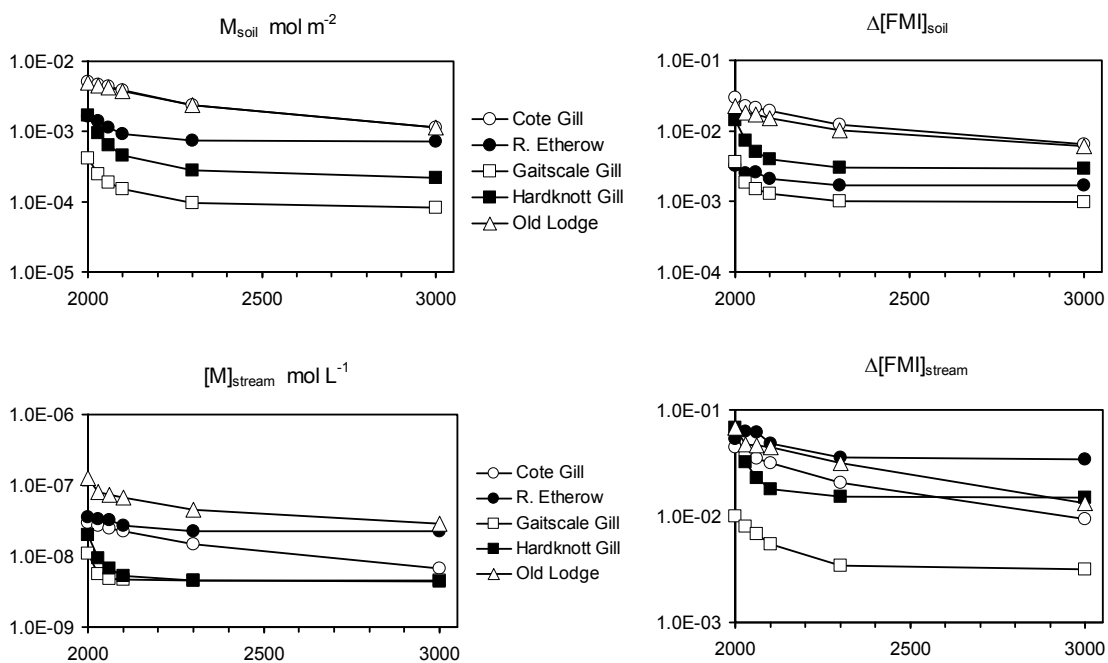 M_soil mol m⁻²
1.0E-02
1.0E-03
1.0E-04
1.0E-05
2000 2500 3000
Cote Gill
R. Etherow
Gaitscale Gill
Hardknott Gill
Old Lodge
Δ[FMI]_soil
1.0E-01
1.0E-02
1.0E-03
1.0E-04
2000 2500 3000
[M]_stream mol L⁻¹
1.0E-06
1.0E-07
1.0E-08
1.0E-09
2000 2500 3000
Cote Gill
R. Etherow
Gaitscale Gill
Hardknott Gill
Old Lodge
Δ[FMI]_stream
1.0E-01
1.0E-02
1.0E-03
2000 2500 3000